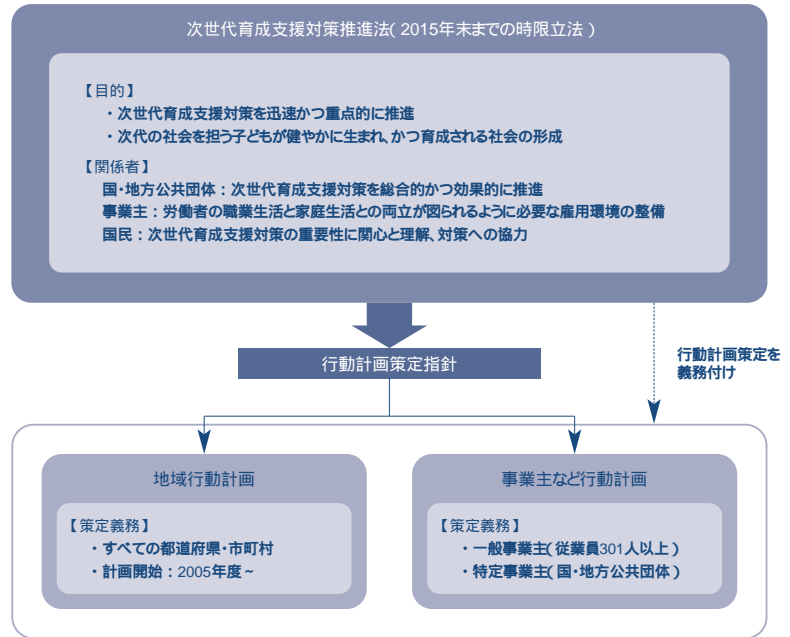 次世代育成支援対策推進法(2015年末までの時限立法)
【目的】
・次世代育成支援対策を迅速かつ重点的に推進
・次代の社会を担う子どもが健やかに生まれ、かつ育成される社会の形成
【関係者】
国・地方公共団体：次世代育成支援対策を総合的かつ効果的に推進
事業主：労働者の職業生活と家庭生活との両立が図られるように必要な雇用環境の整備
国民：次世代育成支援対策の重要性に関心と理解、対策への協力
行動計画策定指針
行動計画策定を
義務付け
地域行動計画
【策定義務】
・すべての都道府県・市町村
・計画開始：2005年度~
事業主など行動計画
【策定義務】
・一般事業主(従業員301人以上)
・特定事業主(国・地方公共団体)